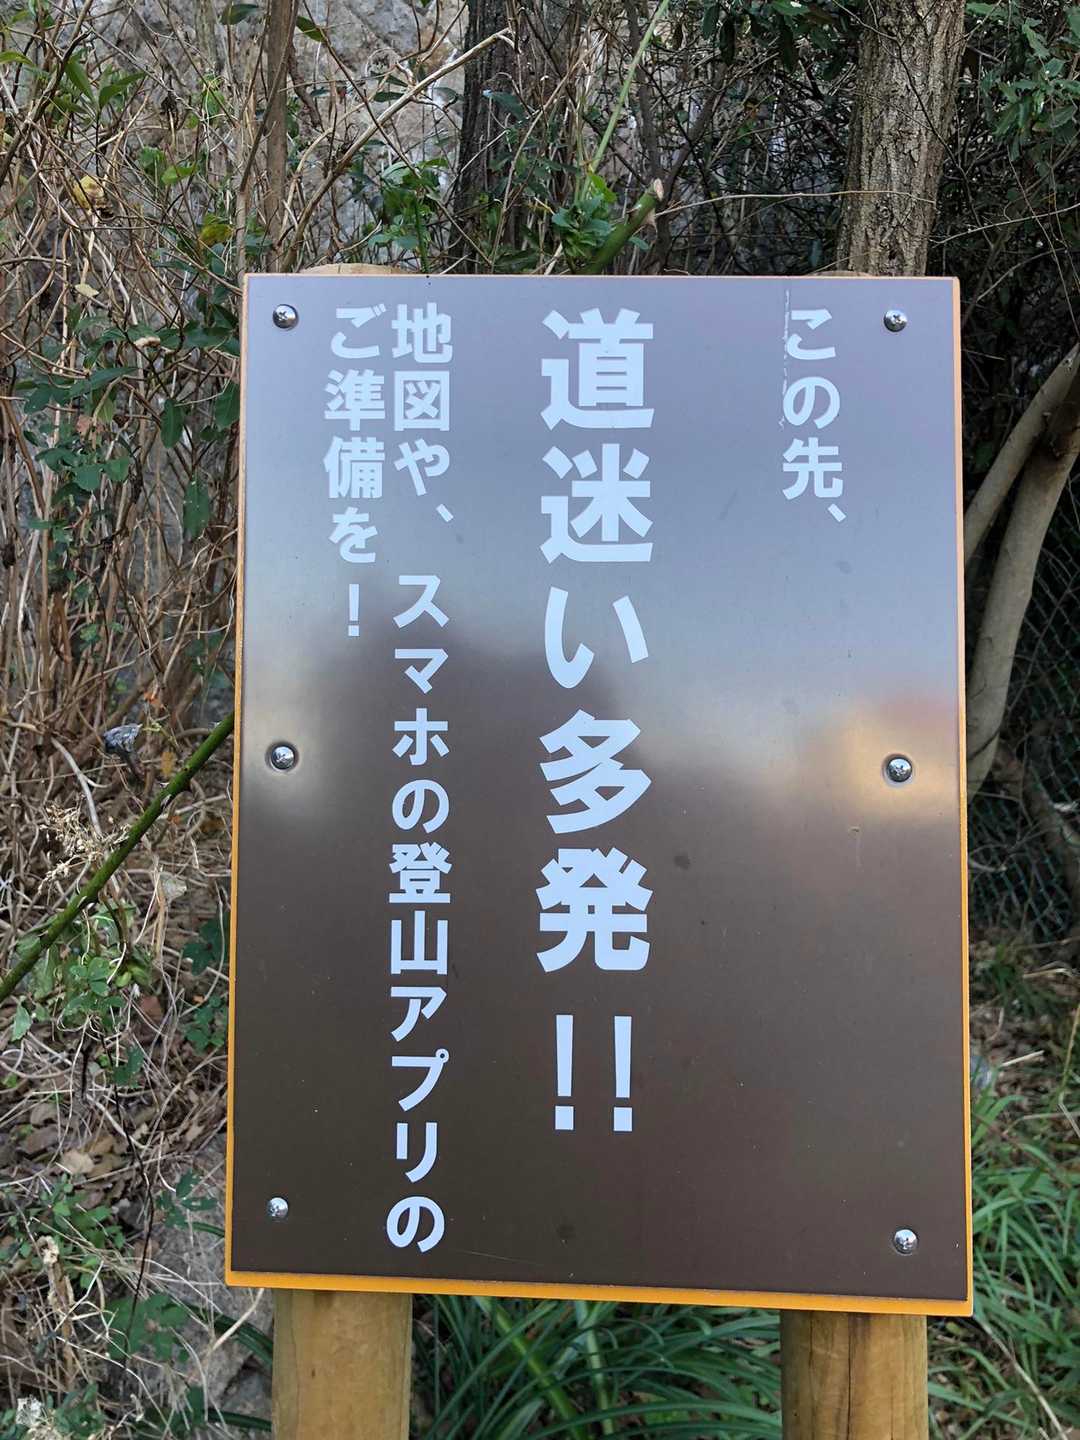 この先、
道迷い多発!!
地図や、スマホの登山アプリの
ご準備を!